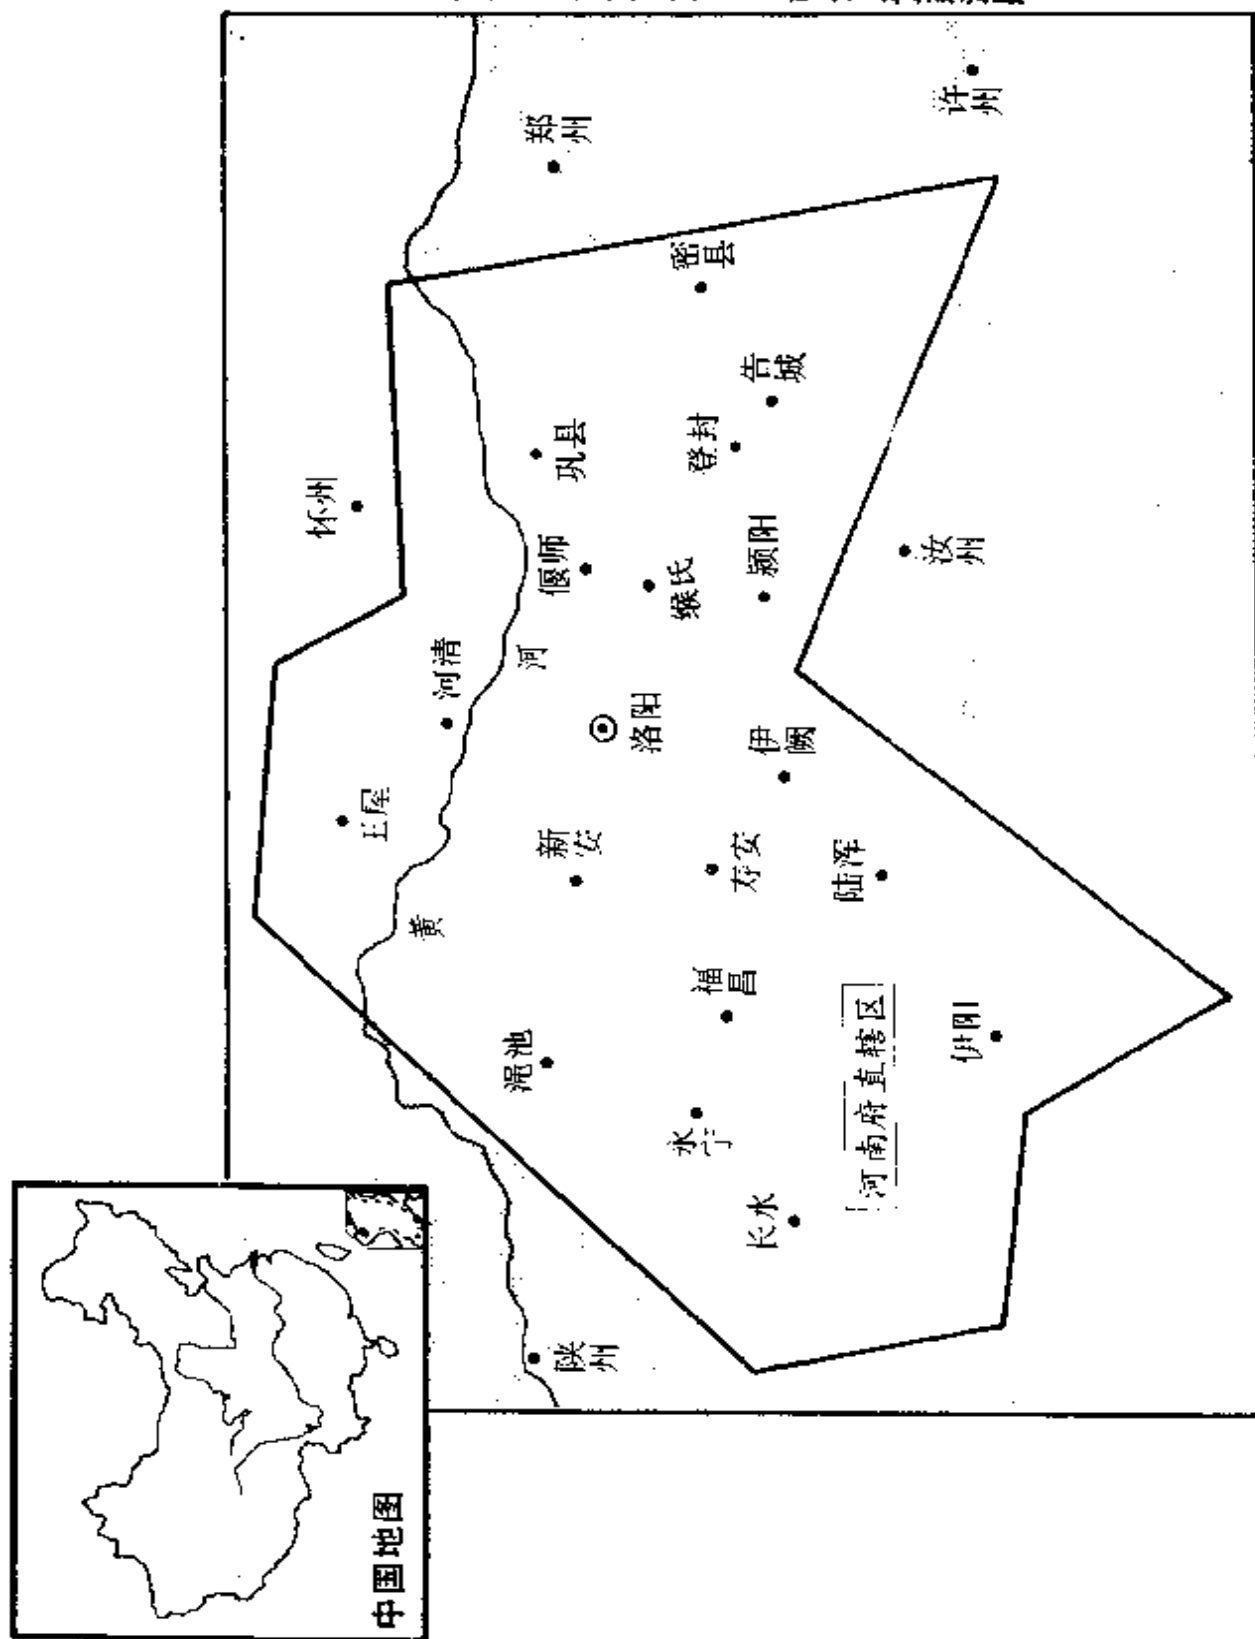 中国地图
郑州
许州
密县
告城
登封
巩县
怀州
偃师
缑氏
颍阳
汝州
河清
河
洛阳
伊阙
王屋
新安
寿安
陆浑
黄
福昌
渑池
永宁
河南府直辖区
伊阳
长水
陕州